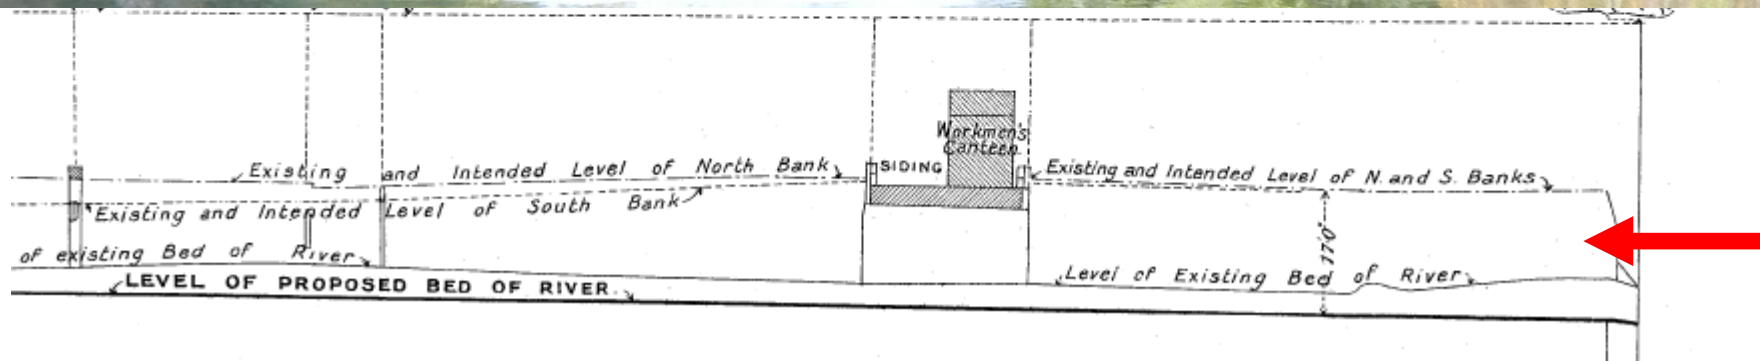 Workmen's
Canteen
SIDING
Existing and Intended Level of North Bank
Existing and Intended Level of N. and S. Banks
Existing and Intended Level of South Bank
of existing Bed of River
17'0"
Level of Existing Bed of River
LEVEL OF PROPOSED BED OF RIVER